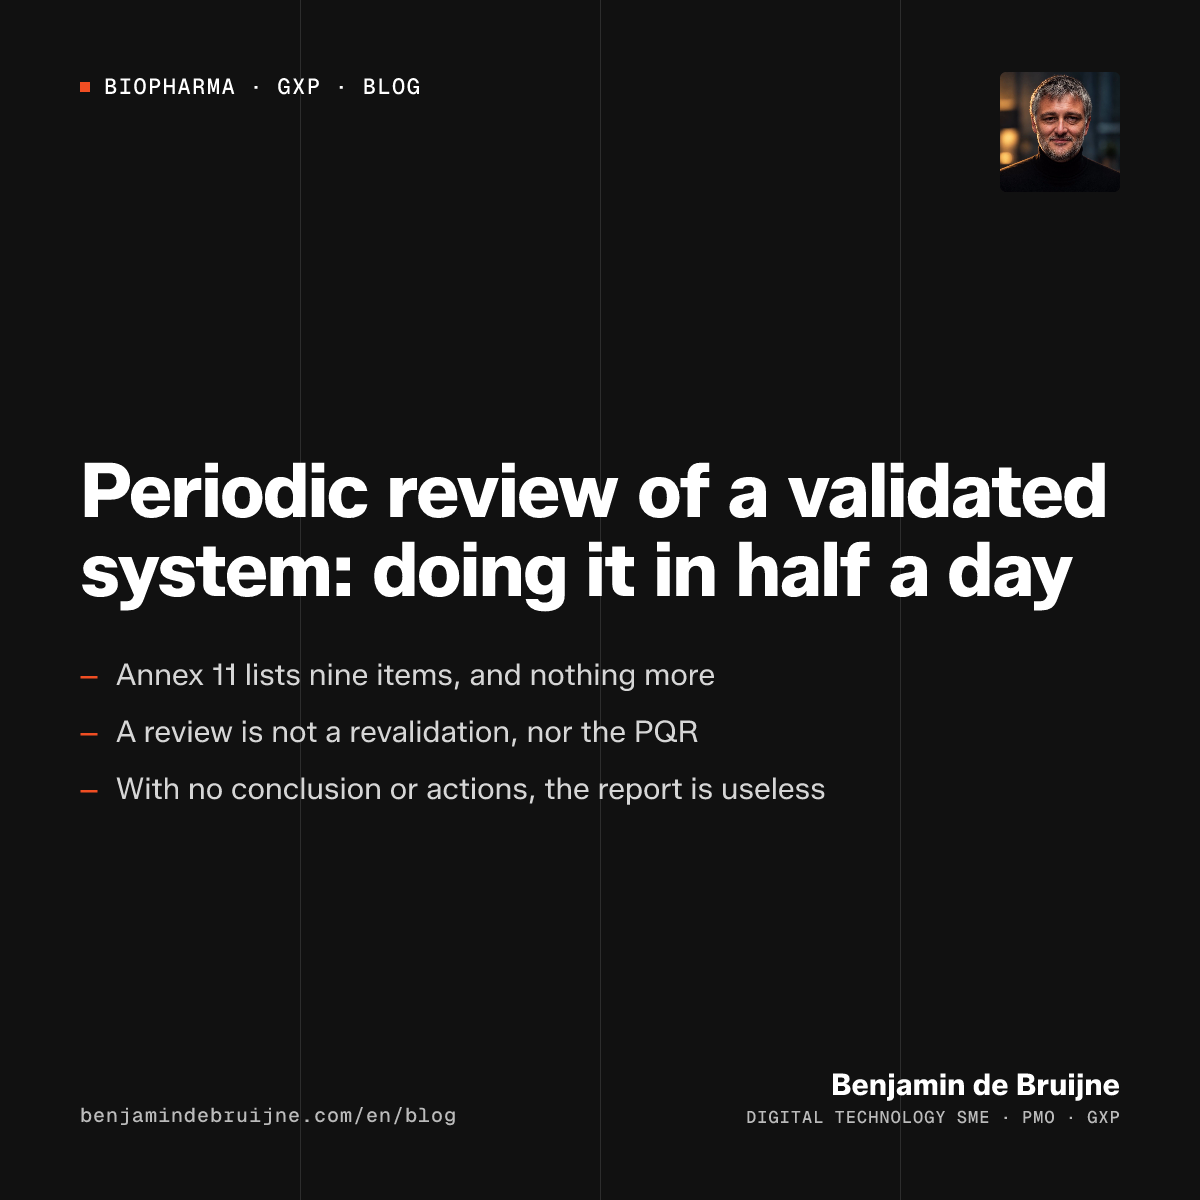 BIOPHARMA · GXP · BLOG
Periodic review of a validated
system: doing it in half a day
– Annex 11 lists nine items, and nothing more
– A review is not a revalidation, nor the PQR
– With no conclusion or actions, the report is useless
Benjamin de Bruijne
benjamindebruijne.com/en/blog
DIGITAL TECHNOLOGY SME · PMO · GXP